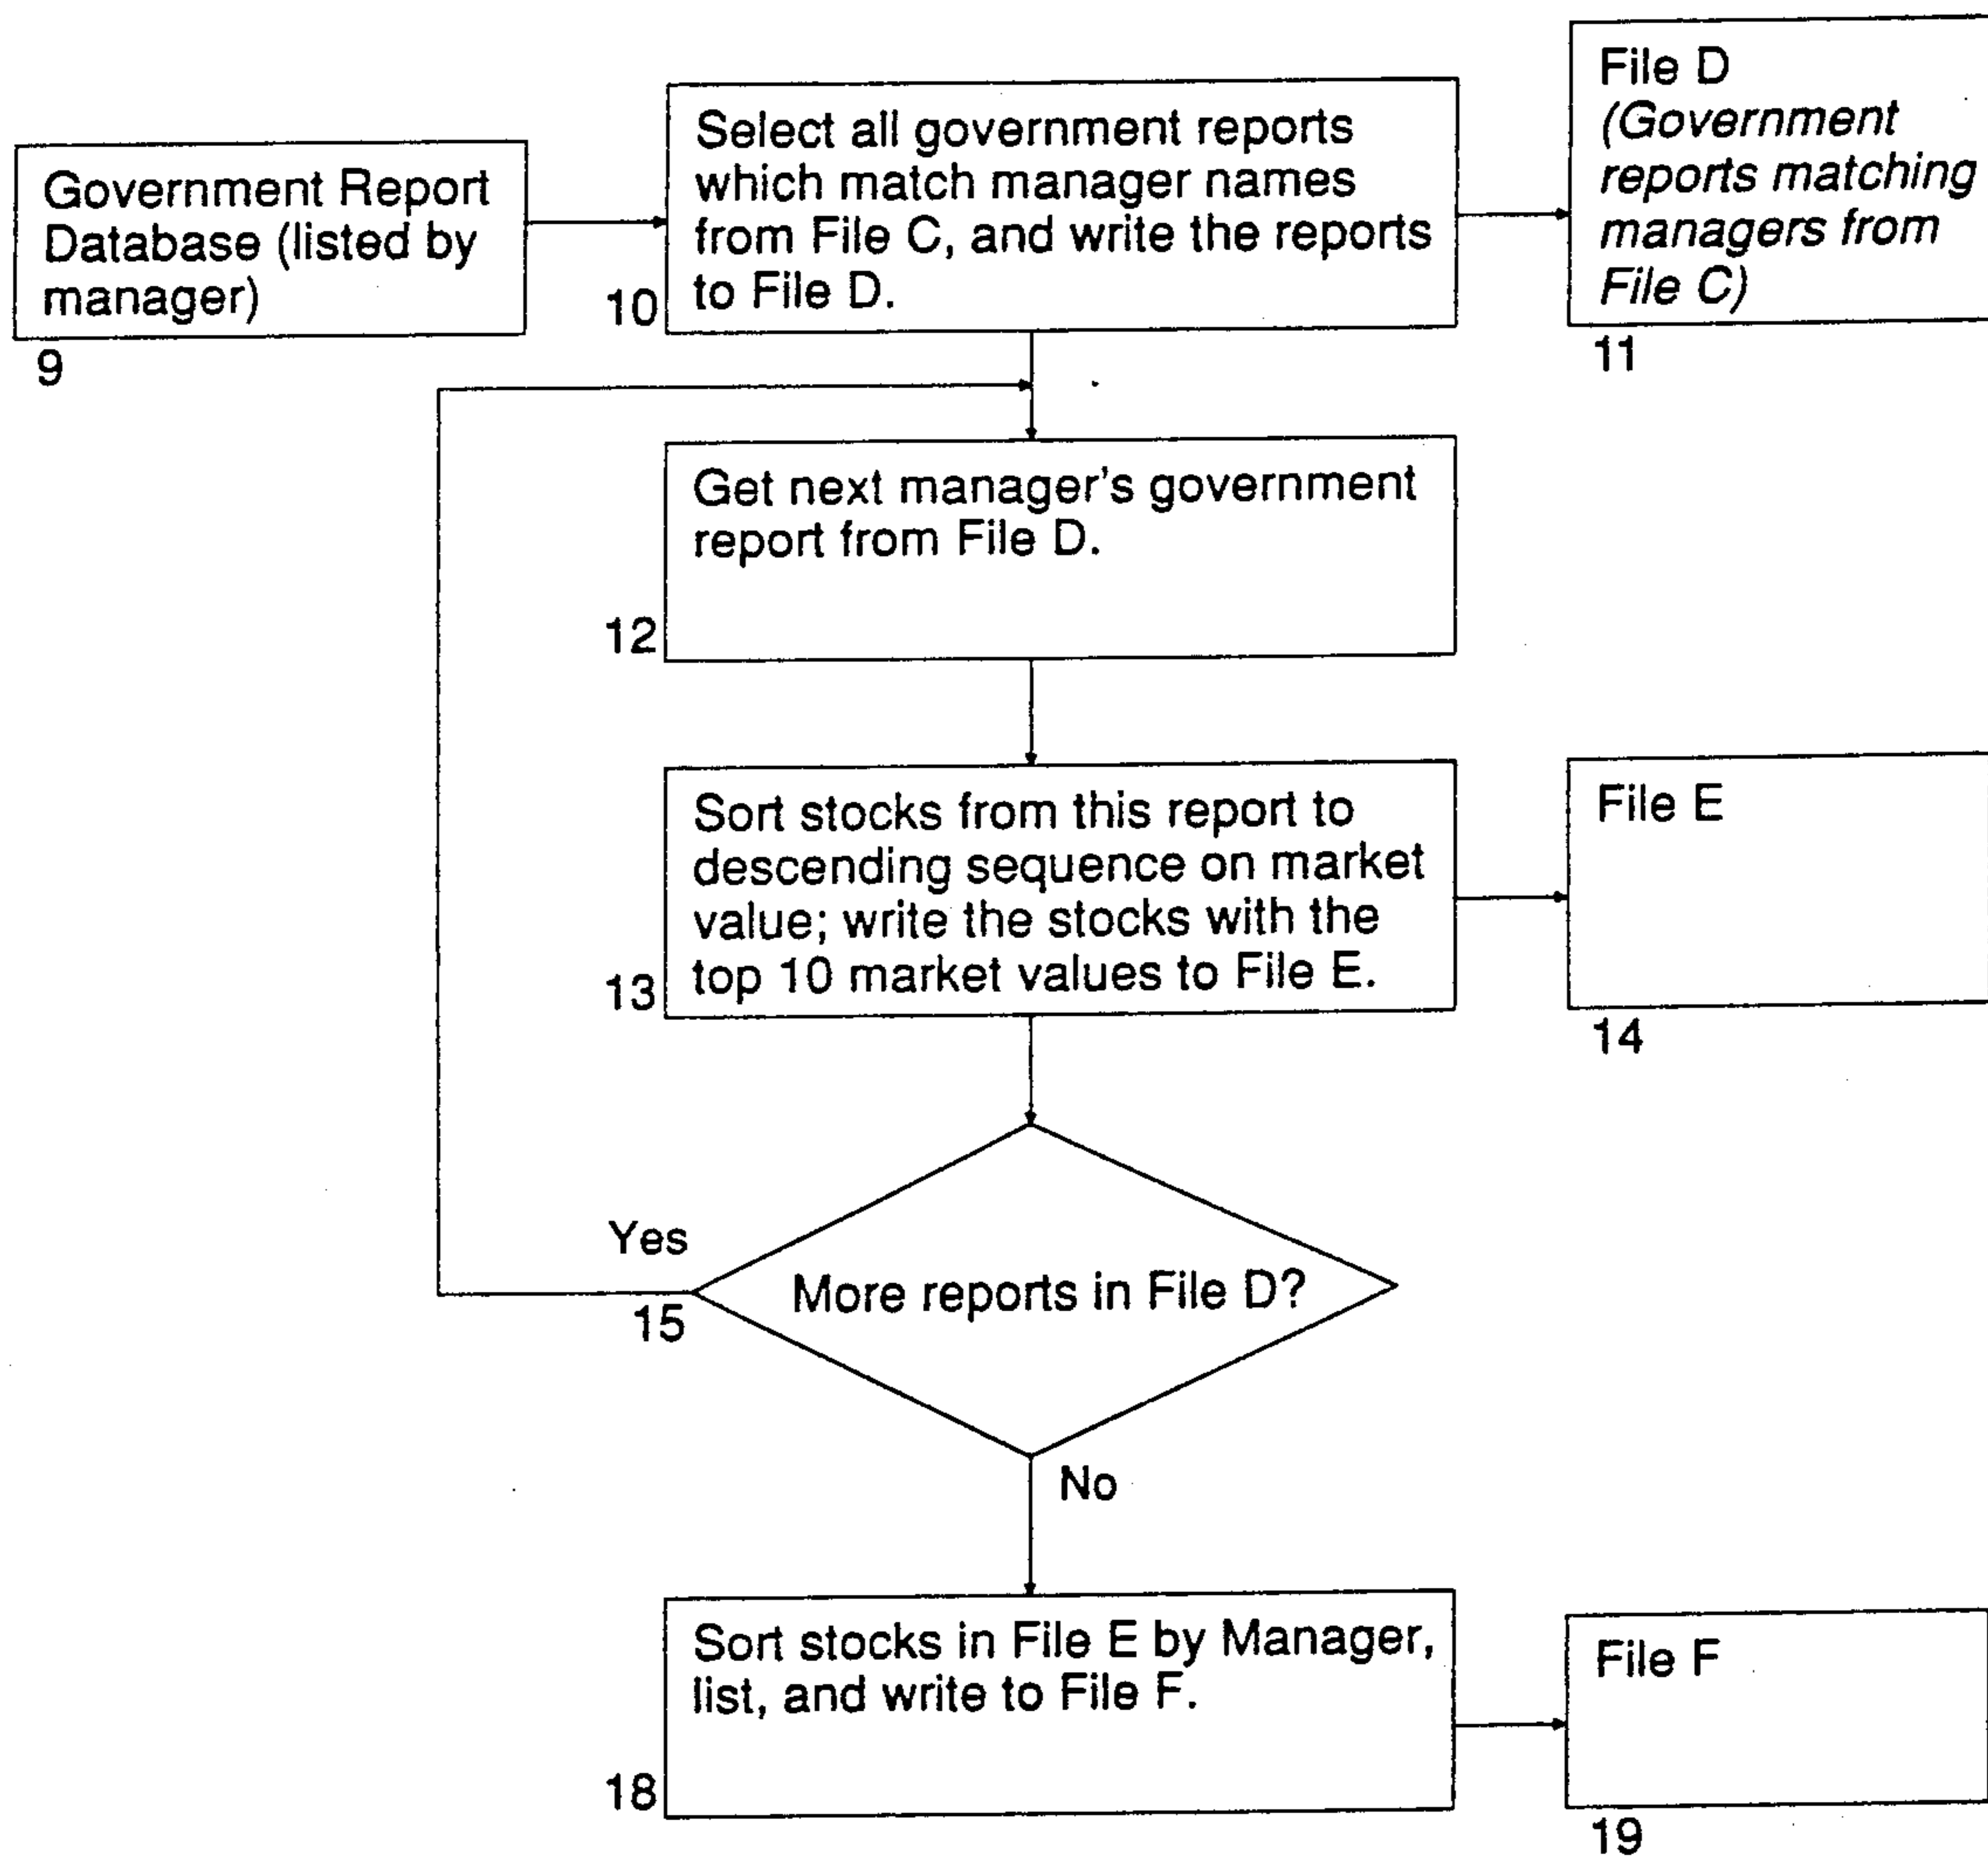 Government Report
Database (listed by
manager)
9
Select all government reports
which match manager names
from File C, and write the reports
to File D.
10
File D
(Government
reports matching
managers from
File C)
11
Get next manager's government
report from File D.
12
Sort stocks from this report to
descending sequence on market
value; write the stocks with the
top 10 market values to File E.
13
File E
14
Yes
More reports in File D?
15
No
Sort stocks in File E by Manager,
list, and write to File F.
18
File F
19